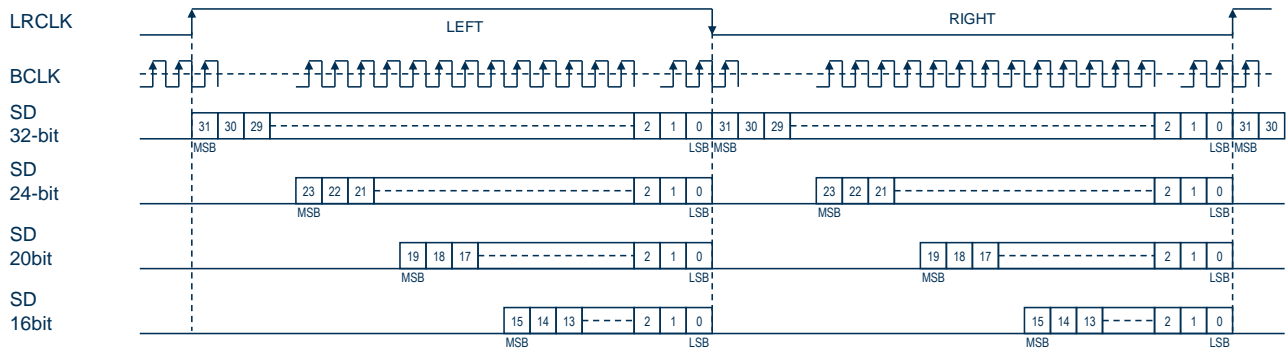 LRCLK LEFT RIGHT
BCLK
SD
32-bit
31 30 29 2 1 0 31 30 29 2 1 0 31 30
MSB LSB MSB LSB MSB
SD
24-bit
23 22 21 2 1 0 23 22 21 2 1 0
MSB LSB MSB LSB
SD
20bit
19 18 17 2 1 0 19 18 17 2 1 0
MSB LSB MSB LSB
SD
16bit
15 14 13 2 1 0 15 14 13 2 1 0
MSB LSB MSB LSB